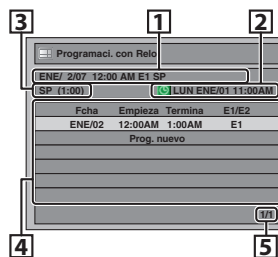 3 1 2
Programaci. con Relo
ENE/ 2/07 12:00 AM E1 SP
SP (1:00) LUN ENE/01 11:00AM
Fcha Empieza Termina E1/E2
ENE/02 12:00AM 1:00AM E1
Prog. nuevo
1/1
4 5